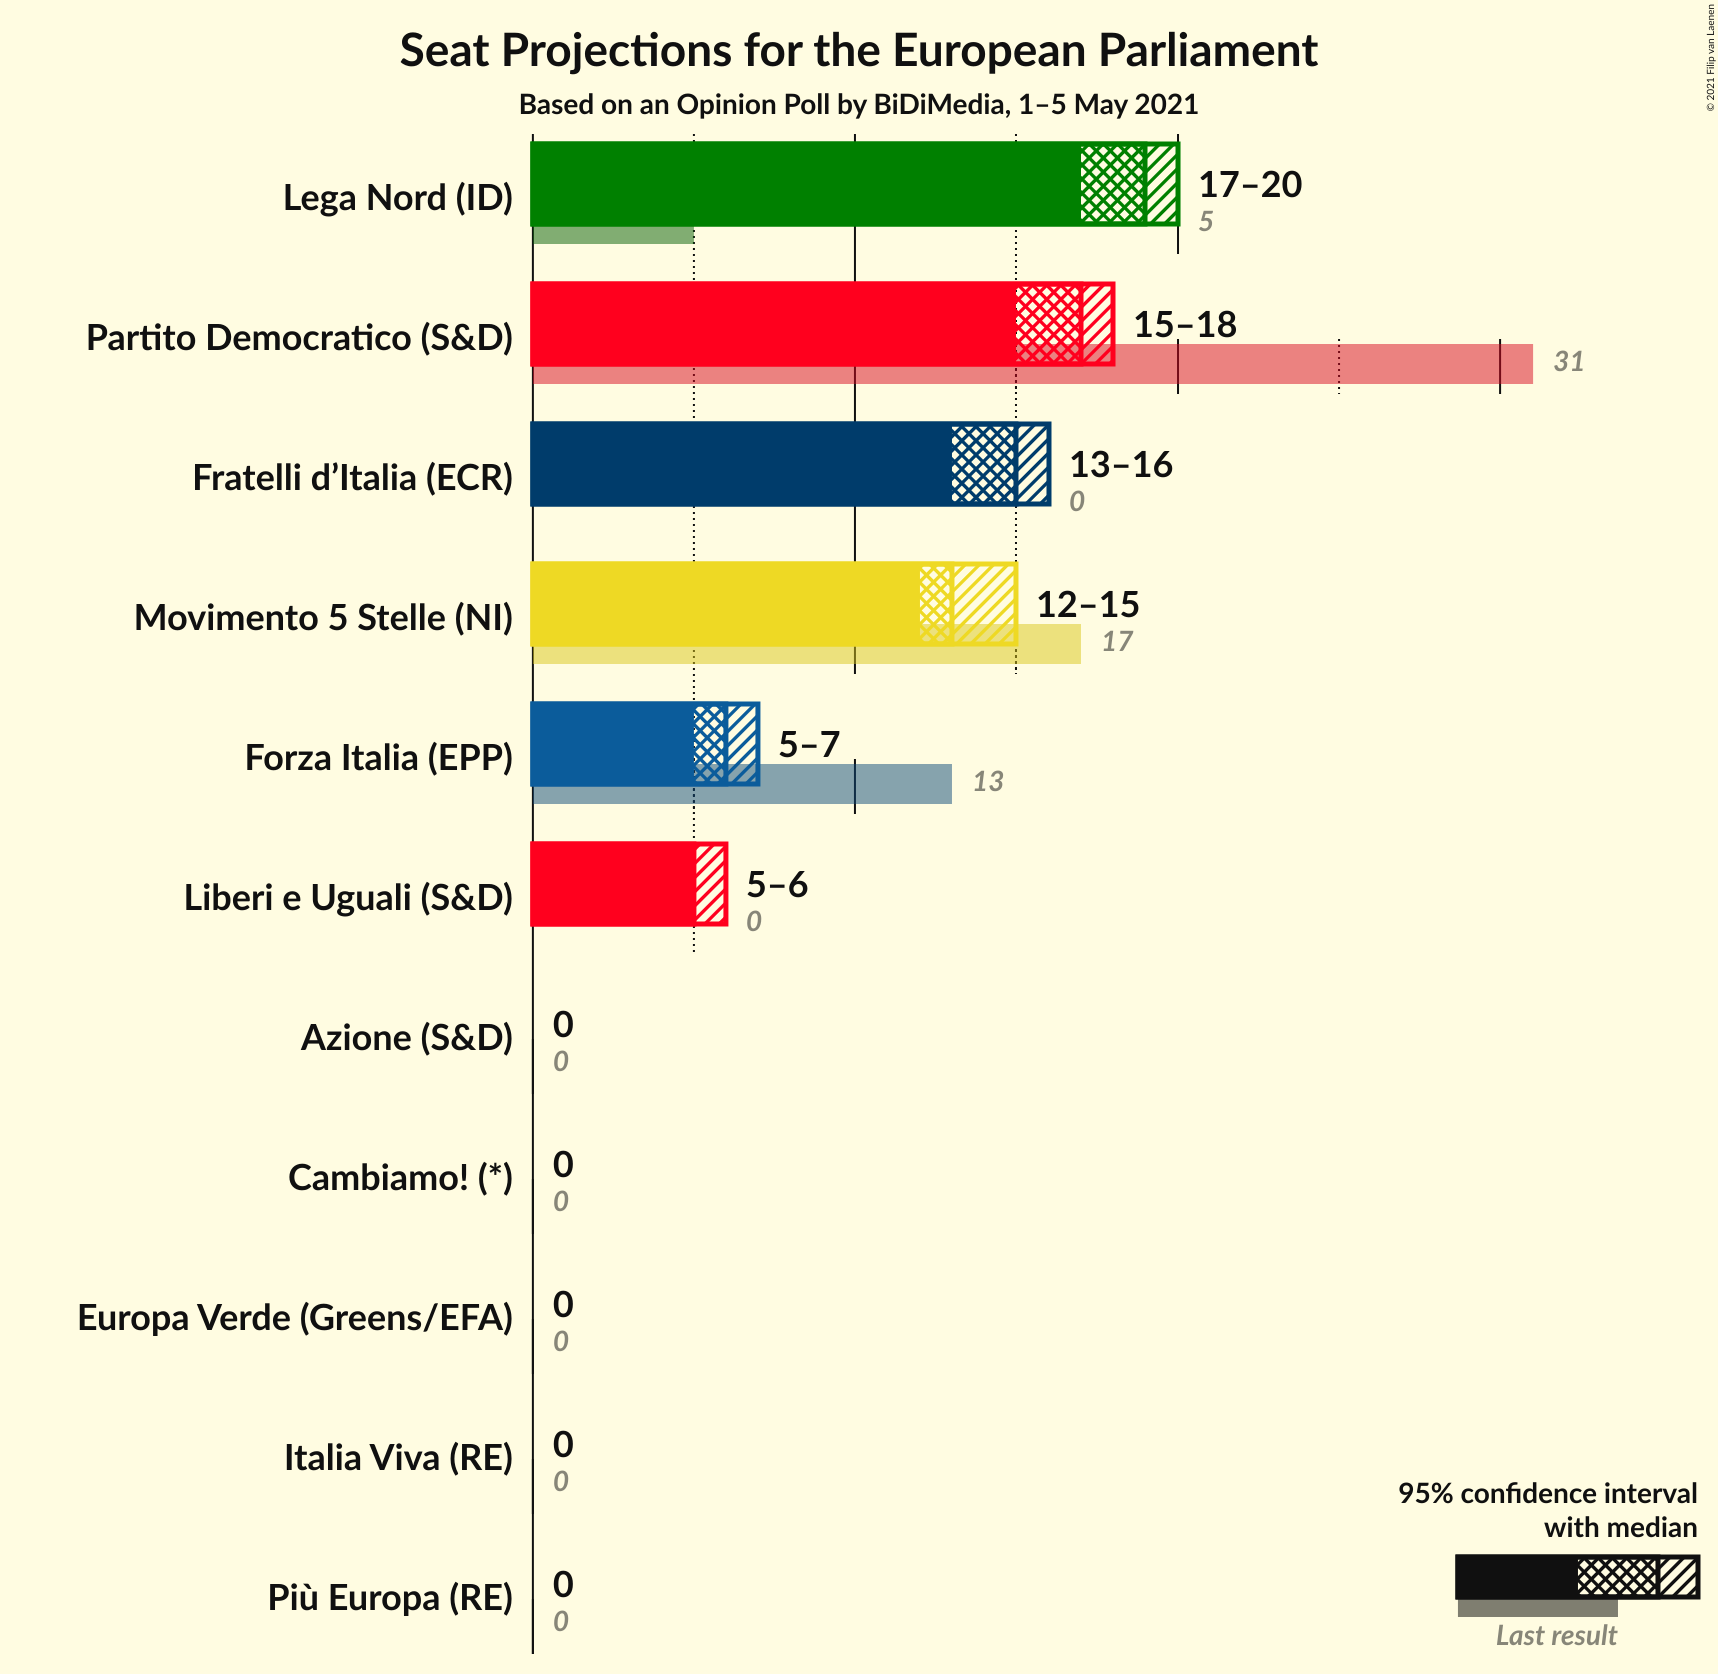 Seat Projections for the European Parliament
Based on an Opinion Poll by BiDiMedia, 1–5 May 2021
© 2021 Filip van Laenen
Lega Nord (ID)
17–20
5
Partito Democratico (S&D)
15–18
31
Fratelli d’Italia (ECR)
13–16
0
Movimento 5 Stelle (NI)
12–15
17
Forza Italia (EPP)
5–7
13
Liberi e Uguali (S&D)
5–6
0
Azione (S&D)
0
0
Cambiamo! (*)
0
0
Europa Verde (Greens/EFA)
0
0
Italia Viva (RE)
0
0
Più Europa (RE)
0
0
95% confidence interval
with median
Last result